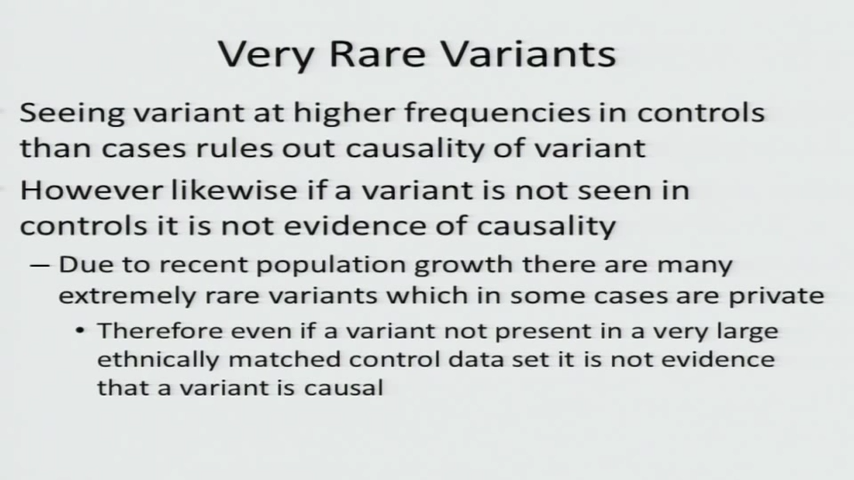 Very Rare Variants
Seeing variant at higher frequencies in controls
than cases rules out causality of variant
However likewise if a variant is not seen in
controls it is not evidence of causality
– Due to recent population growth there are many
extremely rare variants which in some cases are private
• Therefore even if a variant not present in a very large
ethnically matched control data set it is not evidence
that a variant is causal